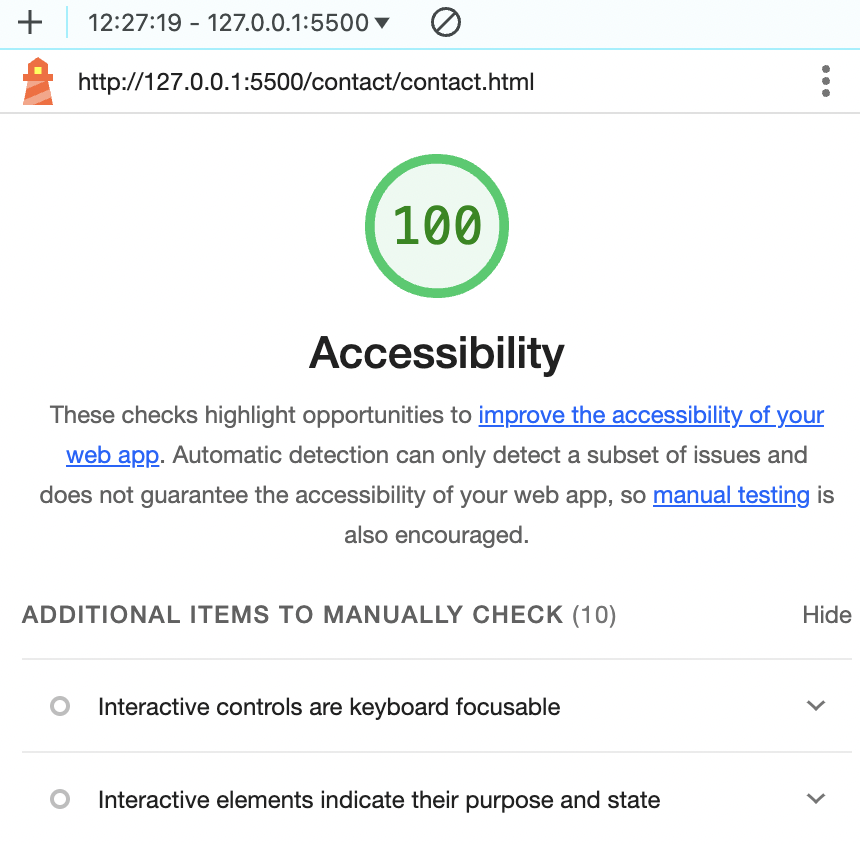 12:27:19 - 127.0.0.1:5500
http://127.0.0.1:5500/contact/contact.html
100
Accessibility
These checks highlight opportunities to improve the accessibility of your
web app. Automatic detection can only detect a subset of issues and
does not guarantee the accessibility of your web app, so manual testing is
also encouraged.
ADDITIONAL ITEMS TO MANUALLY CHECK (10) Hide
Interactive controls are keyboard focusable
Interactive elements indicate their purpose and state